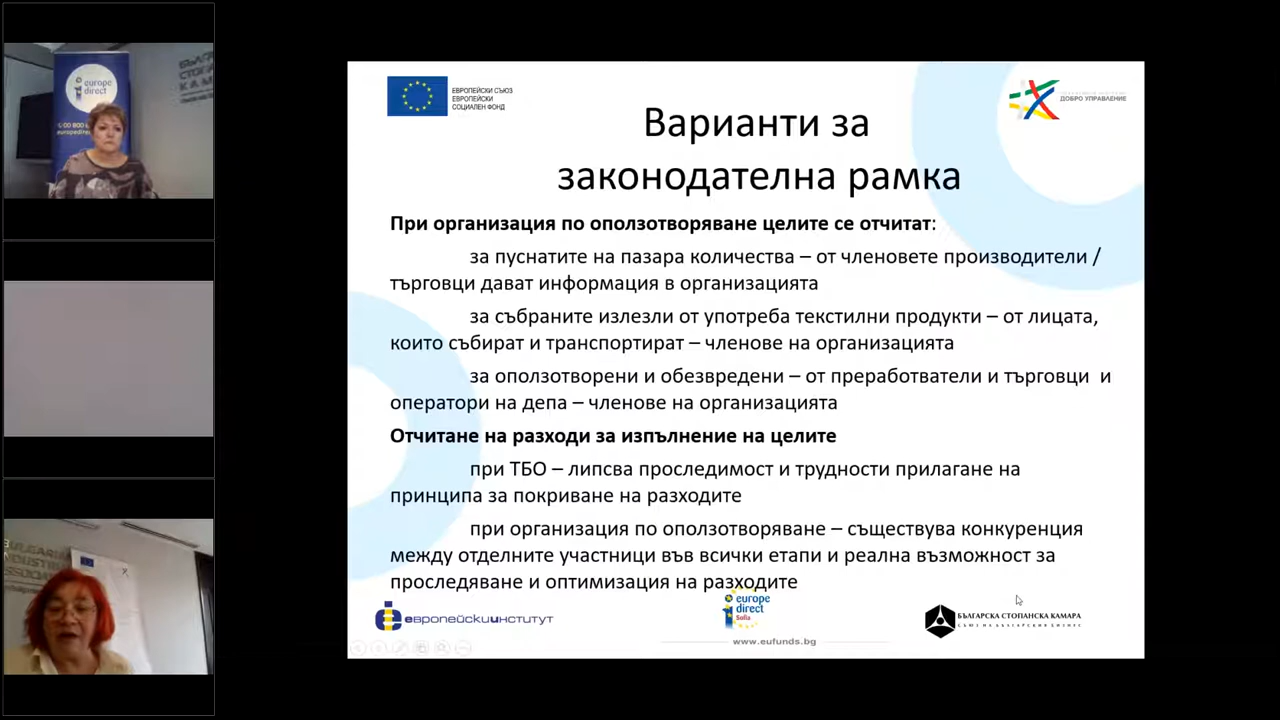 europe
direct
ЕВРОПЕЙСКИ СЪЮЗ
ЕВРОПЕЙСКИ
СОЦИАЛЕН ФОНД
ДОБРО УПРАВЛЕНИЕ
Варианти за
законодателна рамка
При организация по оползотворяване целите се отчитат:
за пуснатите на пазара количества – от членовете производители /
търговци дават информация в организацията
за събраните излезли от употреба текстилни продукти – от лицата,
които събират и транспортират – членове на организацията
за оползотворени и обезвредени – от преработватели и търговци и
оператори на депа – членове на организацията
Отчитане на разходи за изпълнение на целите
при ТБО – липсва проследимост и трудности прилагане на
принципа за покриване на разходите
при организация по оползотворяване – съществува конкуренция
между отделните участници във всички етапи и реална възможност за
проследяване и оптимизация на разходите
европейскиинститут
europe
direct
Sofia
www.eufunds.bg
БЪЛГАРСКА СТОПАНСКА КАМАРА
СЪЮЗ НА БЪЛГАРСКИЯ БИЗНЕС